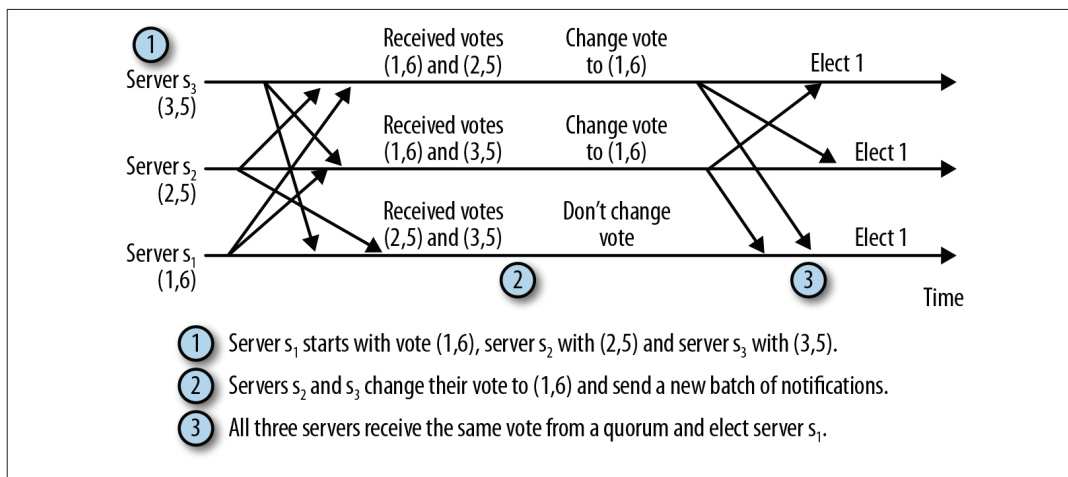 1
Received votes (1,6) and (2,5)
Change vote to (1,6)
Elect 1
Server s₃ (3,5)
Received votes (1,6) and (3,5)
Change vote to (1,6)
Elect 1
Server s₂ (2,5)
Received votes (2,5) and (3,5)
Don't change vote
Elect 1
Server s₁ (1,6)
2
3
Time
1 Server s₁ starts with vote (1,6), server s₂ with (2,5) and server s₃ with (3,5).
2 Servers s₂ and s₃ change their vote to (1,6) and send a new batch of notifications.
3 All three servers receive the same vote from a quorum and elect server s₁.